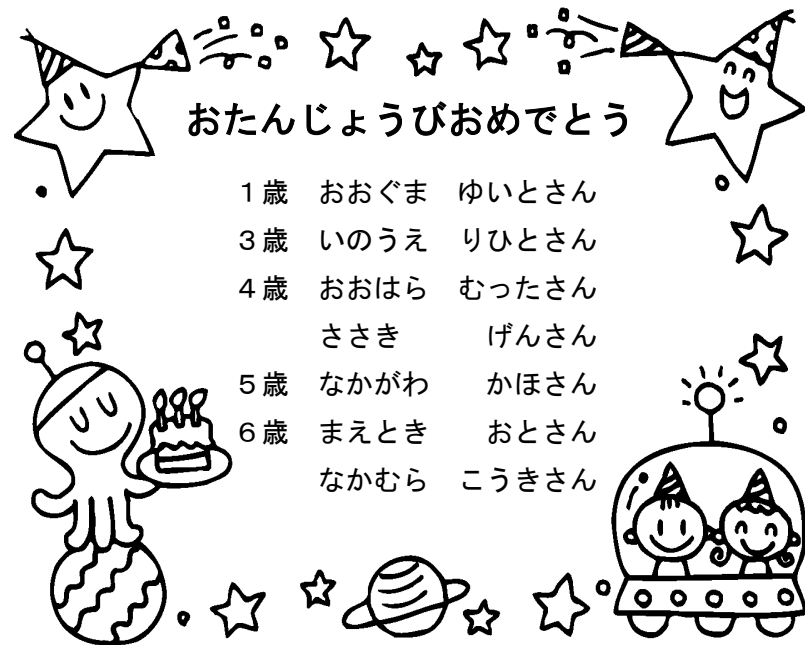 おたんじょうびおめでとう
１歳　おおぐま　ゆいとさん
３歳　いのうえ　りひとさん
４歳　おおはら　むったさん
ささき　げんさん
５歳　なかがわ　かほさん
６歳　まえとき　おとさん
なかむら　こうきさん